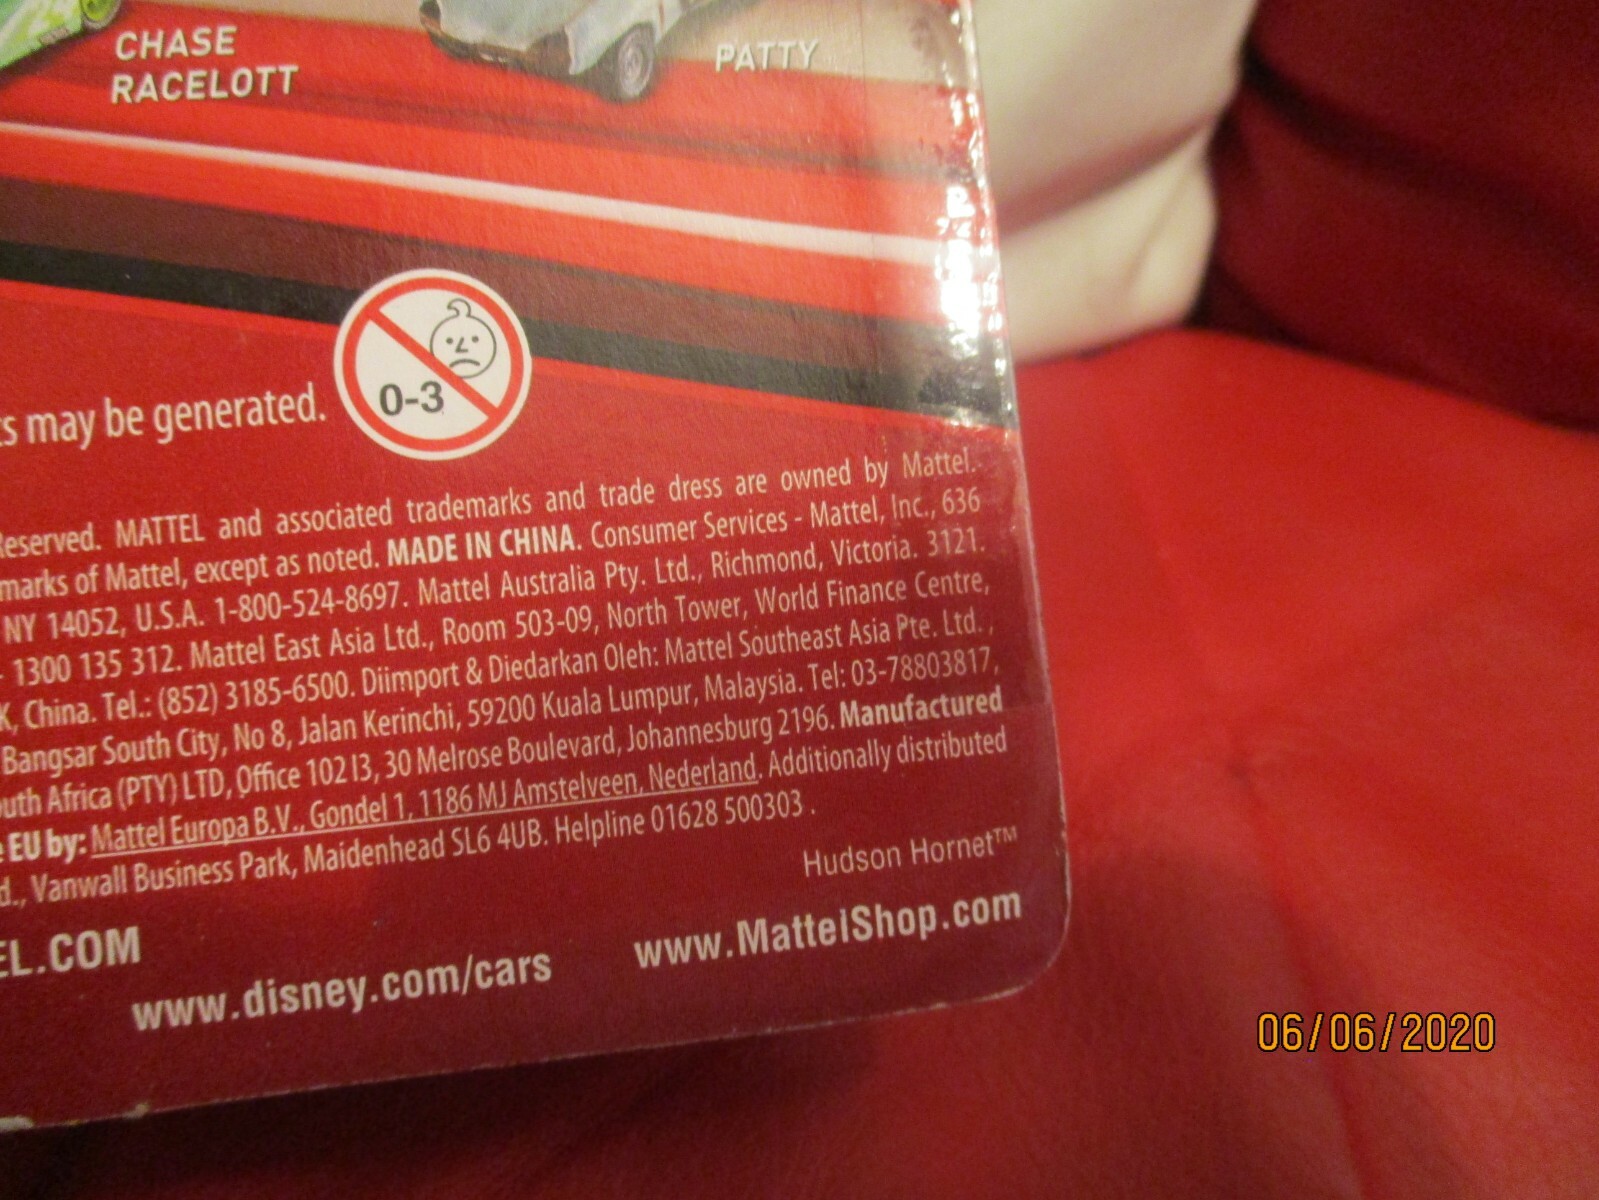 CHASE
RACELOTT
PATTY
0-3
may be generated.
Reserved. MATTEL and associated trademarks and trade dress are owned by Mattel.
marks of Mattel, except as noted. MADE IN CHINA. Consumer Services - Mattel, Inc., 636
NY 14052, U.S.A. 1-800-524-8697. Mattel Australia Pty. Ltd., Richmond, Victoria. 3121.
- 1300 135 312. Mattel East Asia Ltd., Room 503-09, North Tower, World Finance Centre,
K, China. Tel.: (852) 3185-6500. Diimport & Diedarkan Oleh: Mattel Southeast Asia Pte. Ltd. ,
Bangsar South City, No 8, Jalan Kerinchi, 59200 Kuala Lumpur, Malaysia. Tel: 03-78803817,
outh Africa (PTY) LTD, Office 102 I3, 30 Melrose Boulevard, Johannesburg 2196. Manufactured
EU by: Mattel Europa B.V., Gondel 1, 1186 MJ Amstelveen, Nederland. Additionally distributed
d., Vanwall Business Park, Maidenhead SL6 4UB. Helpline 01628 500303 .
Hudson Hornet™
EL.COM
www.disney.com/cars
www.MattelShop.com
06/06/2020